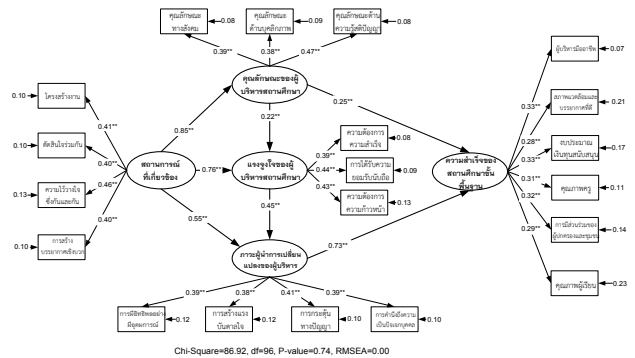 0.08
คุณลักษณะ
ทางสังคม
0.09
คุณลักษณะ
ด้านบุคลิกภาพ
0.08
คุณลักษณะด้าน
ความรู้สติปัญญา
0.39**
0.38**
0.47**
คุณลักษณะของผู้
บริหารสถานศึกษา
0.10
โครงสร้างงาน
0.41**
0.10
ตัดสินใจร่วมกัน
0.40**
0.13
ความไว้วางใจ
ซึ่งกันและกัน
0.46**
0.10
การสร้าง
บรรยากาศเชิงบวก
0.40**
สถานการณ์
ที่เกี่ยวข้อง
0.85**
0.76**
0.55**
0.22**
0.25**
แรงจูงใจของผู้
บริหารสถานศึกษา
0.39**
ความต้องการ
ความสำเร็จ
0.08
0.44**
การได้รับความ
ยอมรับนับถือ
0.09
0.43**
ความต้องการ
ความก้าวหน้า
0.13
0.45**
0.73**
ภาวะผู้นำการเปลี่ยน
แปลงของผู้บริหาร
0.39**
0.38**
0.41**
0.39**
การมีอิทธิพลอย่าง
มีอุดมการณ์
0.12
การสร้างแรง
บันดาลใจ
0.12
การกระตุ้น
ทางปัญญา
0.10
การคำนึงถึงความ
เป็นปัจเจกบุคคล
0.10
ความสำเร็จของ
สถานศึกษาขั้น
พื้นฐาน
0.33**
ผู้บริหารมืออาชีพ
0.07
0.28**
สภาพแวดล้อมและ
บรรยากาศที่ดี
0.21
0.33**
งบประมาณ
เงินทุนสนับสนุน
0.17
0.31**
คุณภาพครู
0.11
0.32**
การมีส่วนร่วมของ
ผู้ปกครองและชุมชน
0.14
0.29**
คุณภาพผู้เรียน
0.23
Chi-Square=86.92, df=96, P-value=0.74, RMSEA=0.00